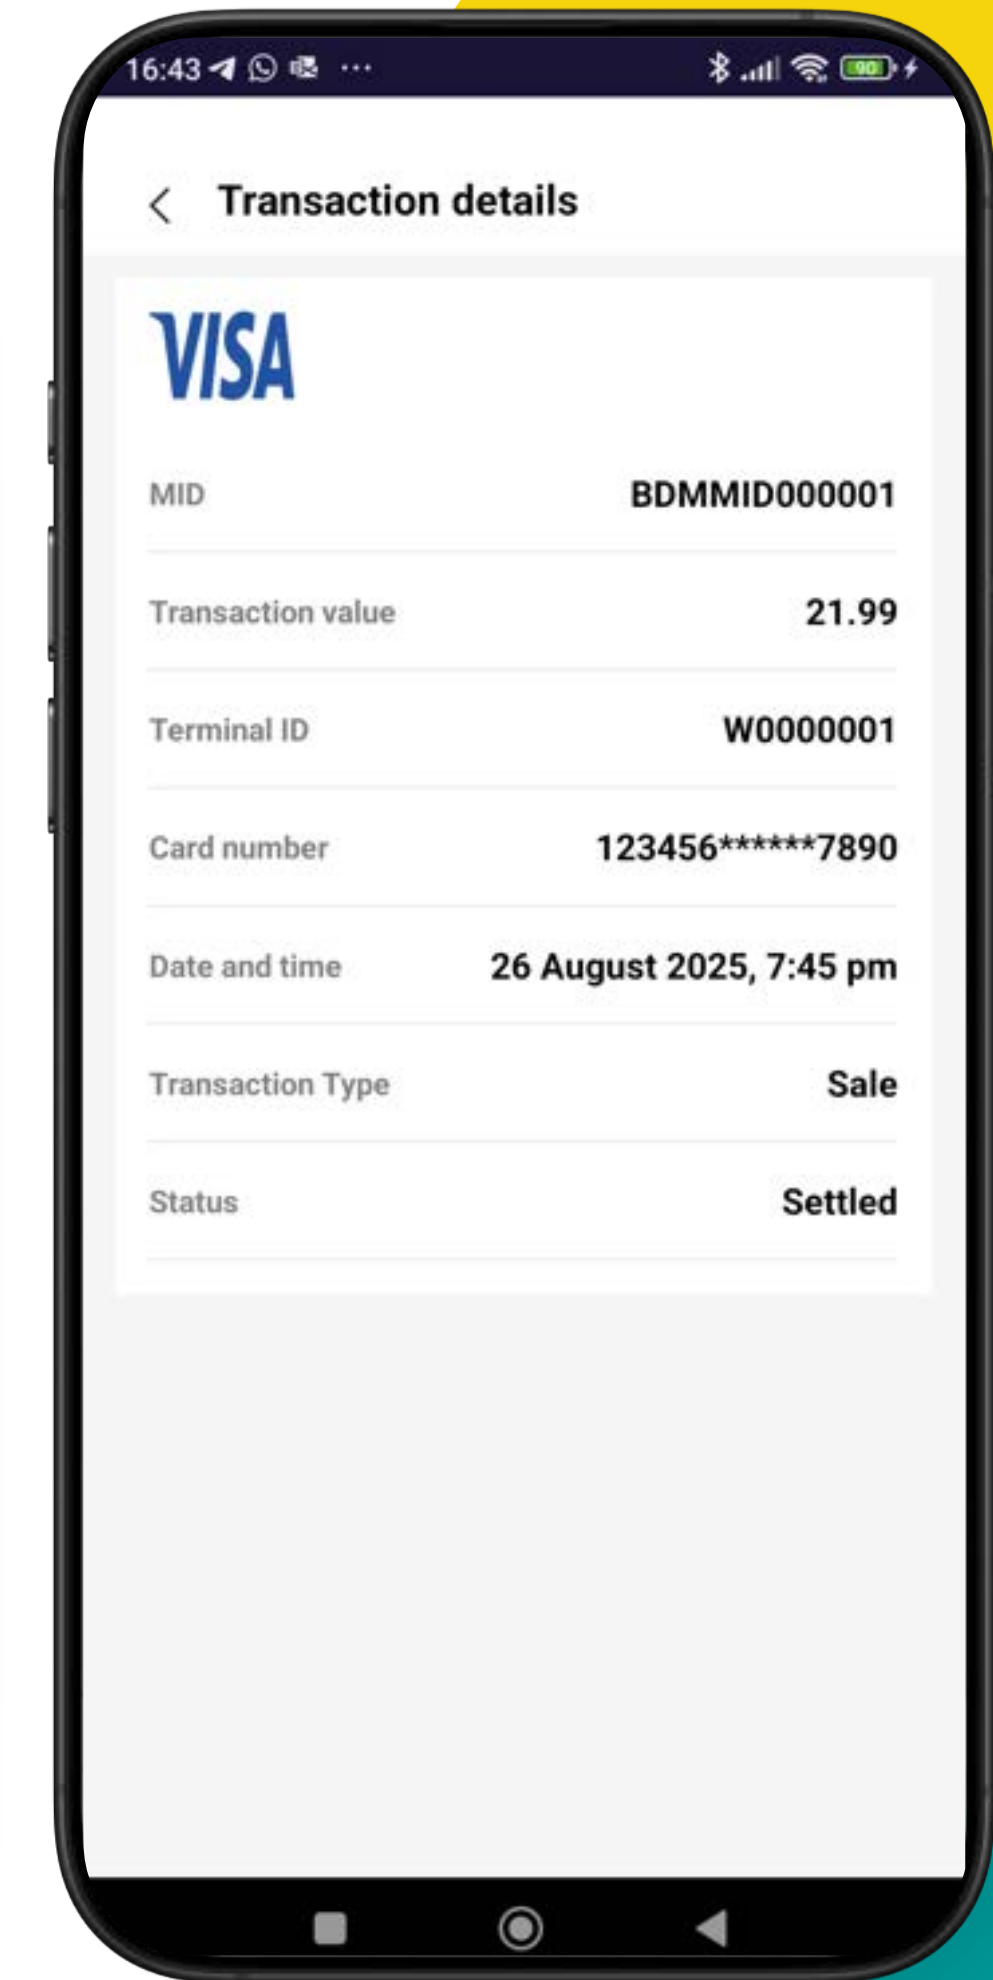 16:43 ... 90
Transaction details
VISA
MID BDMMID000001
Transaction value 21.99
Terminal ID W0000001
Card number 123456******7890
Date and time 26 August 2025, 7:45 pm
Transaction Type Sale
Status Settled